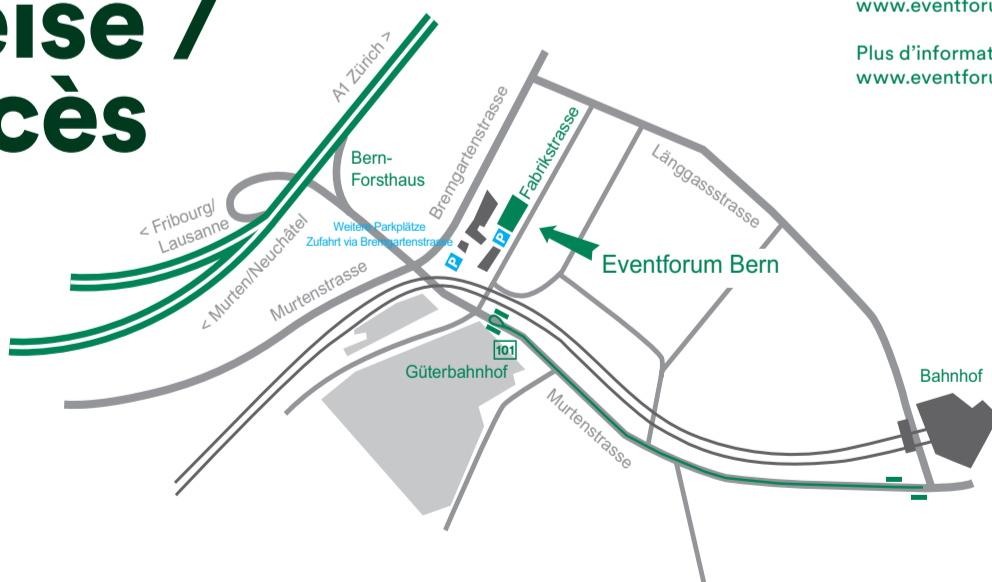 eise /
cès
www.eventforu
Plus d'informat
www.eventforu
A1 Zürich >
Bern-
Forsthaus
< Fribourg/
Lausanne
< Murten/Neuchâtel
Murtenstrasse
Bremgartenstrasse
Fabrikstrasse
Länggassstrasse
Weitere Parkplätze
Zufahrt via Bremgartenstrasse
P
P
Eventforum Bern
101
Güterbahnhof
Murtenstrasse
Bahnhof